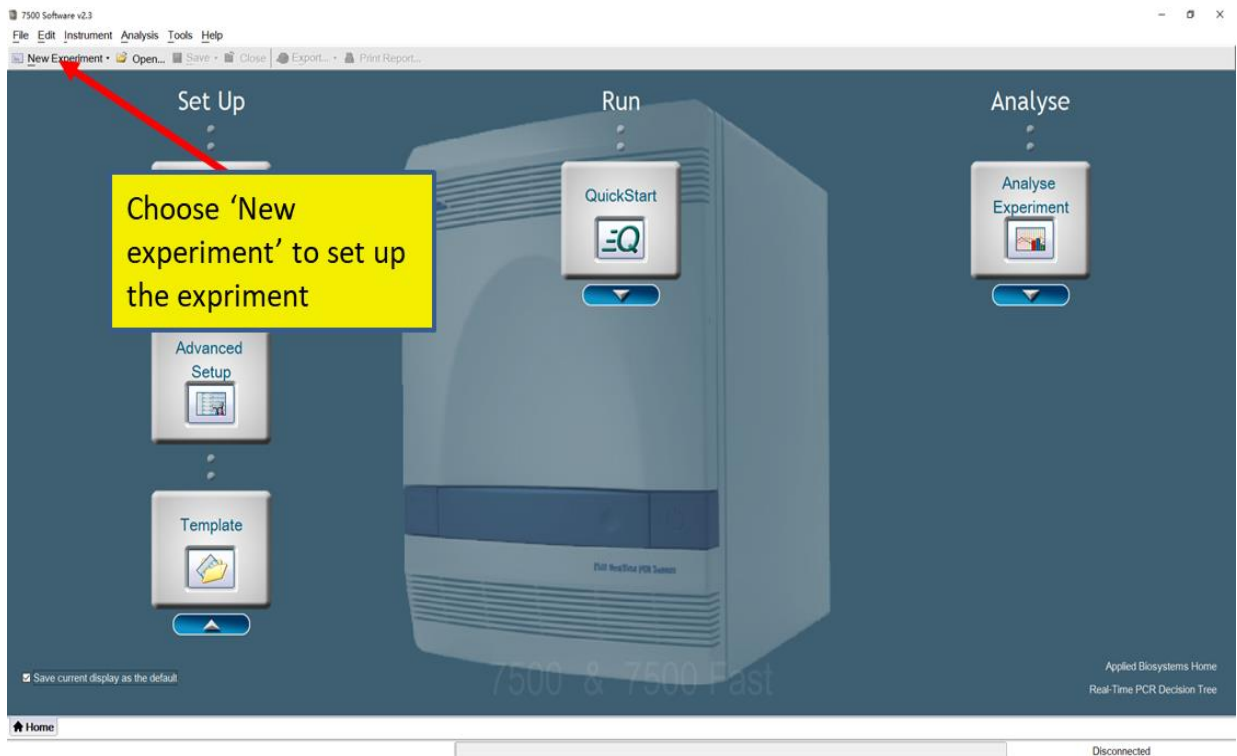 7500 Software v2.3
File Edit Instrument Analysis Tools Help
New Experiment Open... Save Close Export... Print Report...
Set Up
Run
Analyse
Choose ‘New
experiment’ to set up
the expriment
QuickStart
Analyse
Experiment
Advanced
Setup
Template
7500 & 7500 Fast
Save current display as the default
Applied Biosystems Home
Real-Time PCR Decision Tree
Home
Disconnected